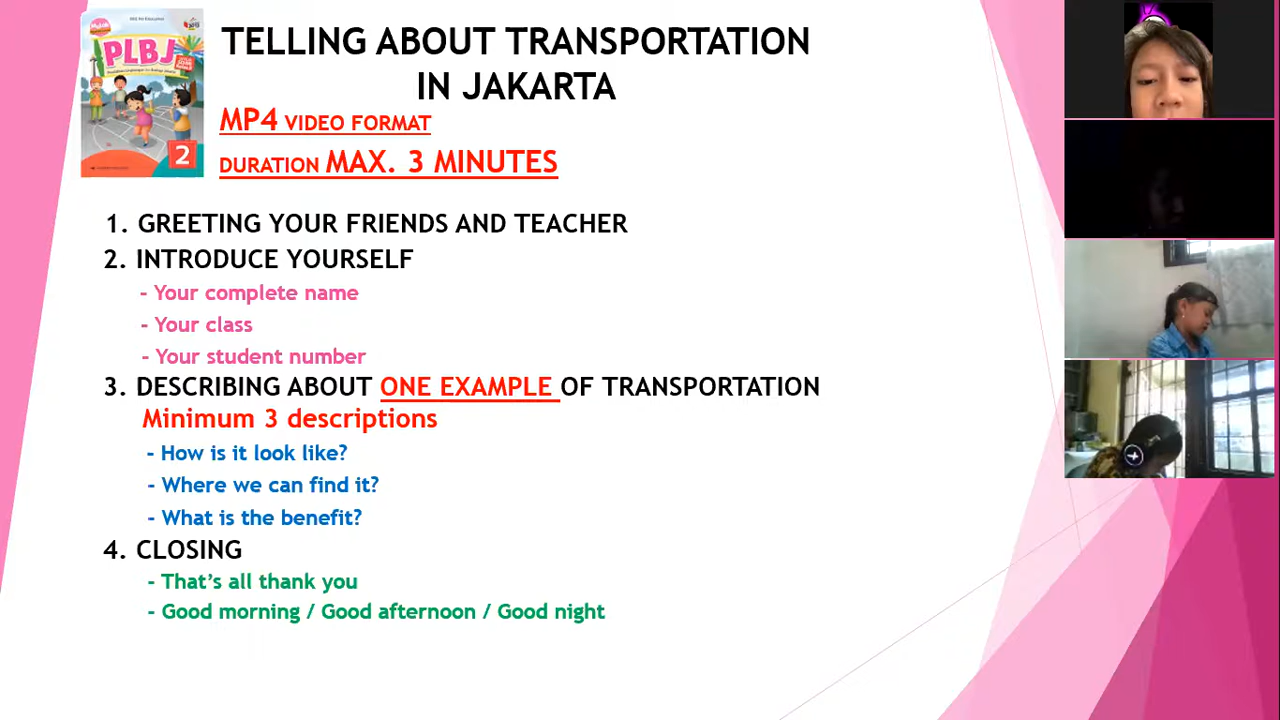 PLBJ
2
TELLING ABOUT TRANSPORTATION
IN JAKARTA
MP4 VIDEO FORMAT
DURATION MAX. 3 MINUTES
1. GREETING YOUR FRIENDS AND TEACHER
2. INTRODUCE YOURSELF
- Your complete name
- Your class
- Your student number
3. DESCRIBING ABOUT ONE EXAMPLE OF TRANSPORTATION
Minimum 3 descriptions
- How is it look like?
- Where we can find it?
- What is the benefit?
4. CLOSING
- That's all thank you
- Good morning / Good afternoon / Good night